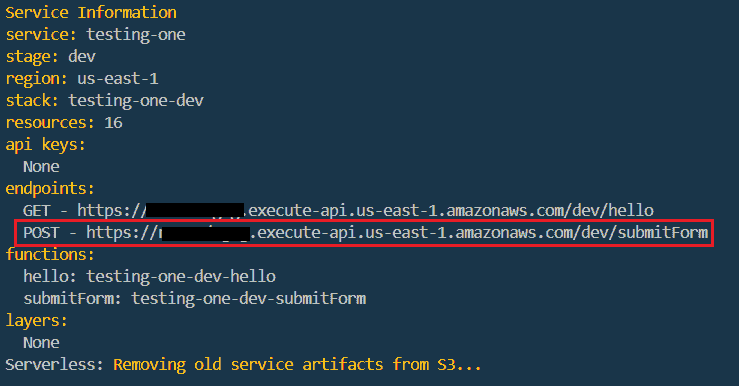 Service Information
service: testing-one
stage: dev
region: us-east-1
stack: testing-one-dev
resources: 16
api keys:
None
endpoints:
GET - https:// .execute-api.us-east-1.amazonaws.com/dev/hello
POST - https:// .execute-api.us-east-1.amazonaws.com/dev/submitForm
functions:
hello: testing-one-dev-hello
submitForm: testing-one-dev-submitForm
layers:
None
Serverless: Removing old service artifacts from S3...